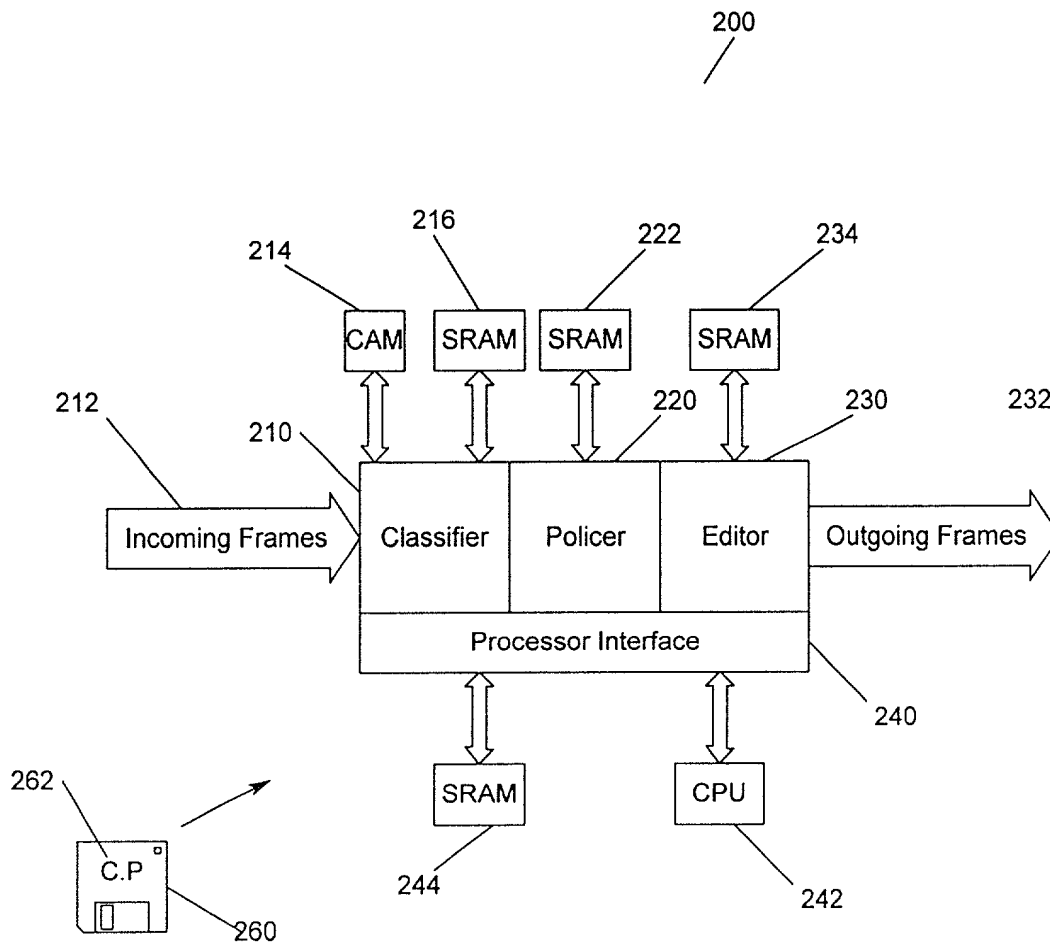 200
216
222
234
214
CAM
SRAM
SRAM
SRAM
212
210
220
230
232
Incoming Frames
Classifier
Policer
Editor
Outgoing Frames
Processor Interface
240
262
SRAM
CPU
C.P
244
242
260